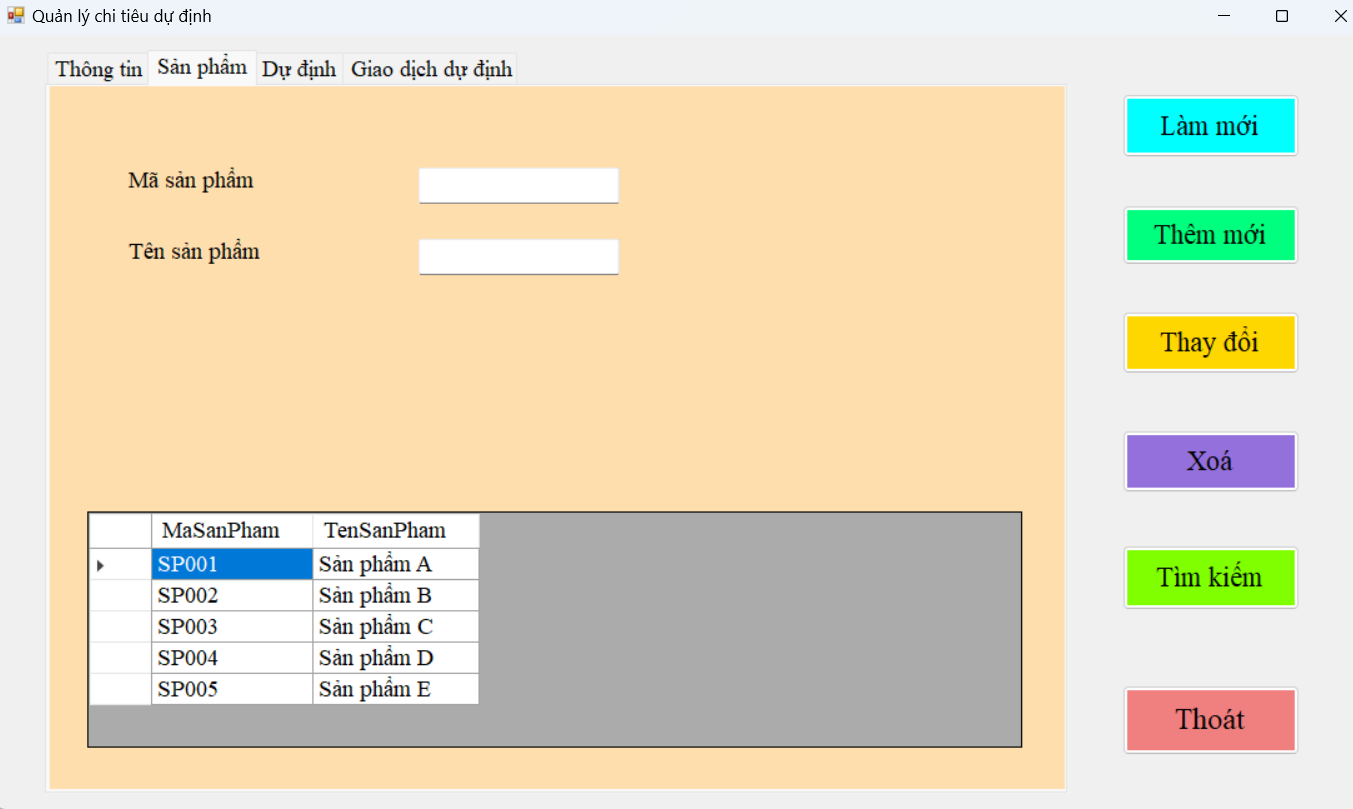 Quản lý chi tiêu dự định
Thông tin Sản phẩm Dự định Giao dịch dự định
Mã sản phẩm
Tên sản phẩm
MaSanPham TenSanPham
SP001 Sản phẩm A
SP002 Sản phẩm B
SP003 Sản phẩm C
SP004 Sản phẩm D
SP005 Sản phẩm E
Làm mới
Thêm mới
Thay đổi
Xoá
Tìm kiếm
Thoát